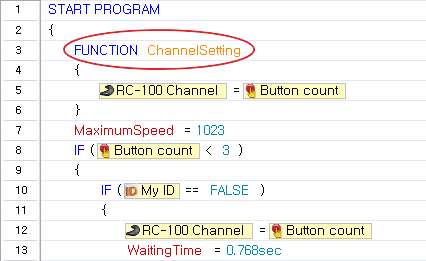 1 START PROGRAM
2 {
3 FUNCTION ChannelSetting
4 {
5 RC-100 Channel = Button count
6 }
7 MaximumSpeed = 1023
8 IF ( Button count < 3 )
9 {
10 IF ( ID My ID == FALSE )
11 {
12 RC-100 Channel = Button count
13 WaitingTime = 0.768sec